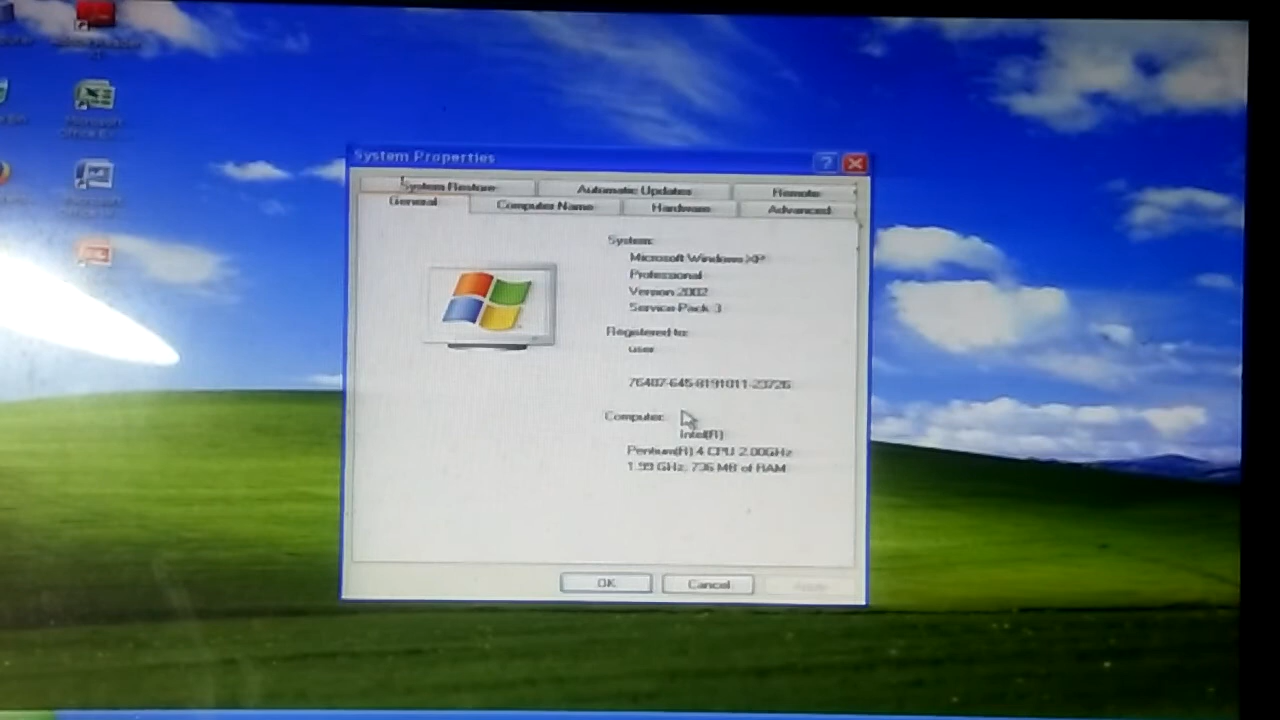 System Properties
System Restore
Automatic Updates
Remote
General
Computer Name
Hardware
Advanced
System:
Microsoft Windows XP
Professional
Version 2002
Service Pack 3
Registered to:
user
76487-645-8191011-23726
Computer:
Intel(R)
Pentium(R) 4 CPU 2.00GHz
1.99 GHz, 736 MB of RAM
OK
Cancel
Apply
Microsoft